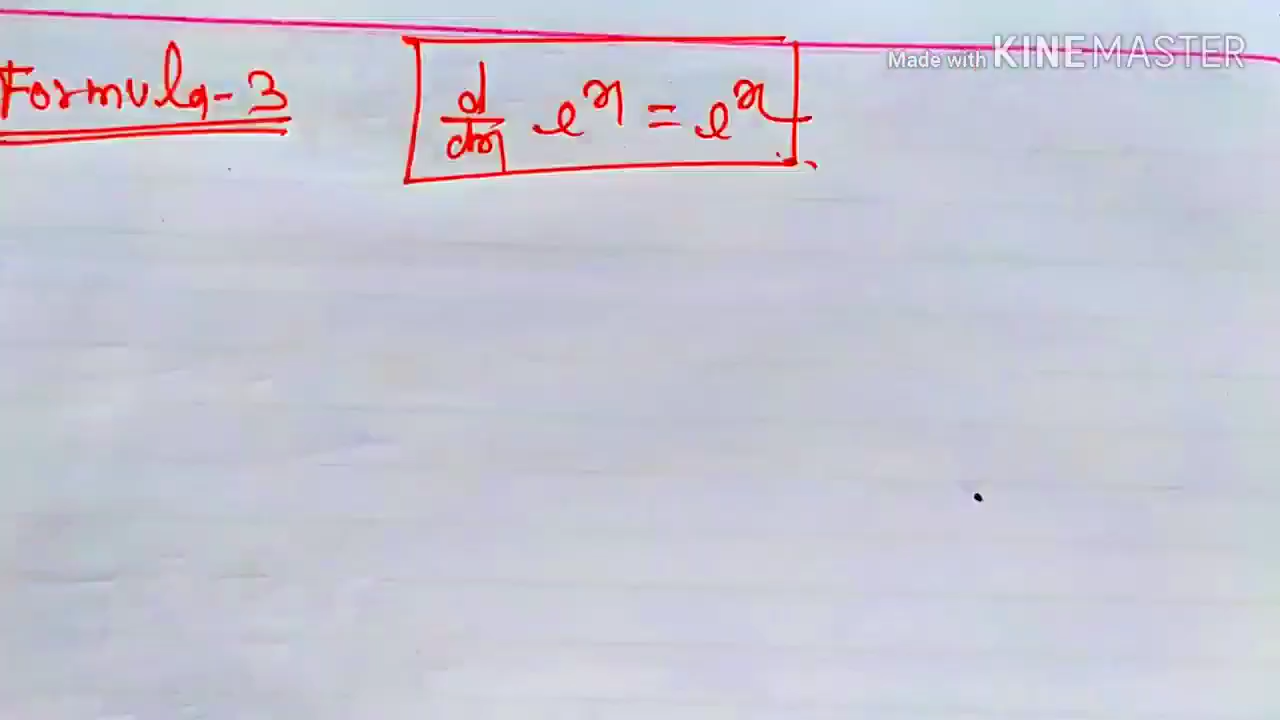 Made with KINEMASTER
Formula-3
d/dx e^x = e^x